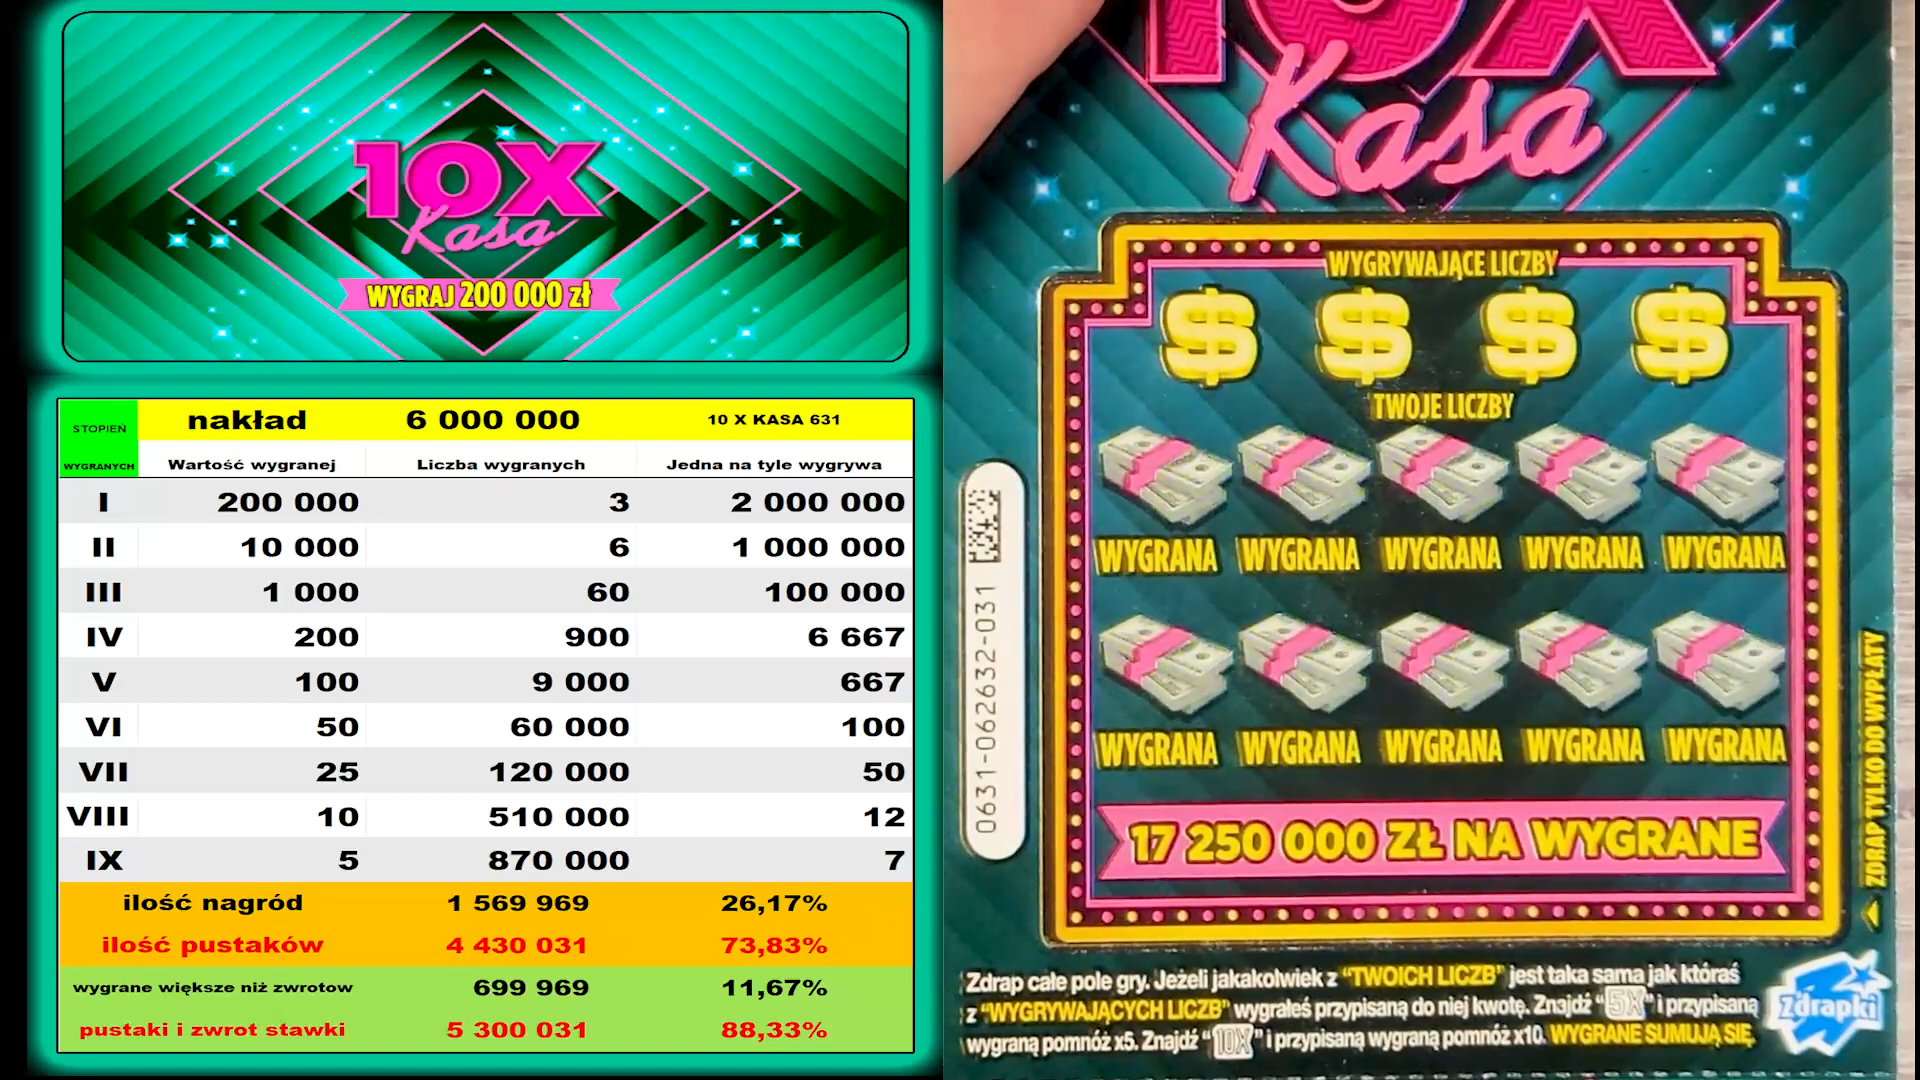 10X
Kasa
WYGRAJ 200 000 zł
STOPIEŃ WYGRANYCH
nakład 6 000 000 10 X KASA 631
Wartość wygranej Liczba wygranych Jedna na tyle wygrywa
I 200 000 3 2 000 000
II 10 000 6 1 000 000
III 1 000 60 100 000
IV 200 900 6 667
V 100 9 000 667
VI 50 60 000 100
VII 25 120 000 50
VIII 10 510 000 12
IX 5 870 000 7
ilość nagród 1 569 969 26,17%
ilość pustaków 4 430 031 73,83%
wygrane większe niż zwrotow 699 969 11,67%
pustaki i zwrot stawki 5 300 031 88,33%
10X
Kasa
WYGRYWAJĄCE LICZBY
$ $ $ $
TWOJE LICZBY
WYGRANA WYGRANA WYGRANA WYGRANA WYGRANA
WYGRANA WYGRANA WYGRANA WYGRANA WYGRANA
17 250 000 ZŁ NA WYGRANE
0631-062632-031
ZDRAP TYLKO DO WYPŁATY
Zdrap całe pole gry. Jeżeli jakakolwiek z "TWOICH LICZB" jest taka sama jak któraś
z "WYGRYWAJĄCYCH LICZB" wygrałeś przypisaną do niej kwotę. Znajdź "5X" i przypisaną
wygraną pomnóż x5. Znajdź "10X" i przypisaną wygraną pomnóż x10. WYGRANE SUMUJĄ SIĘ.
Zdrapki